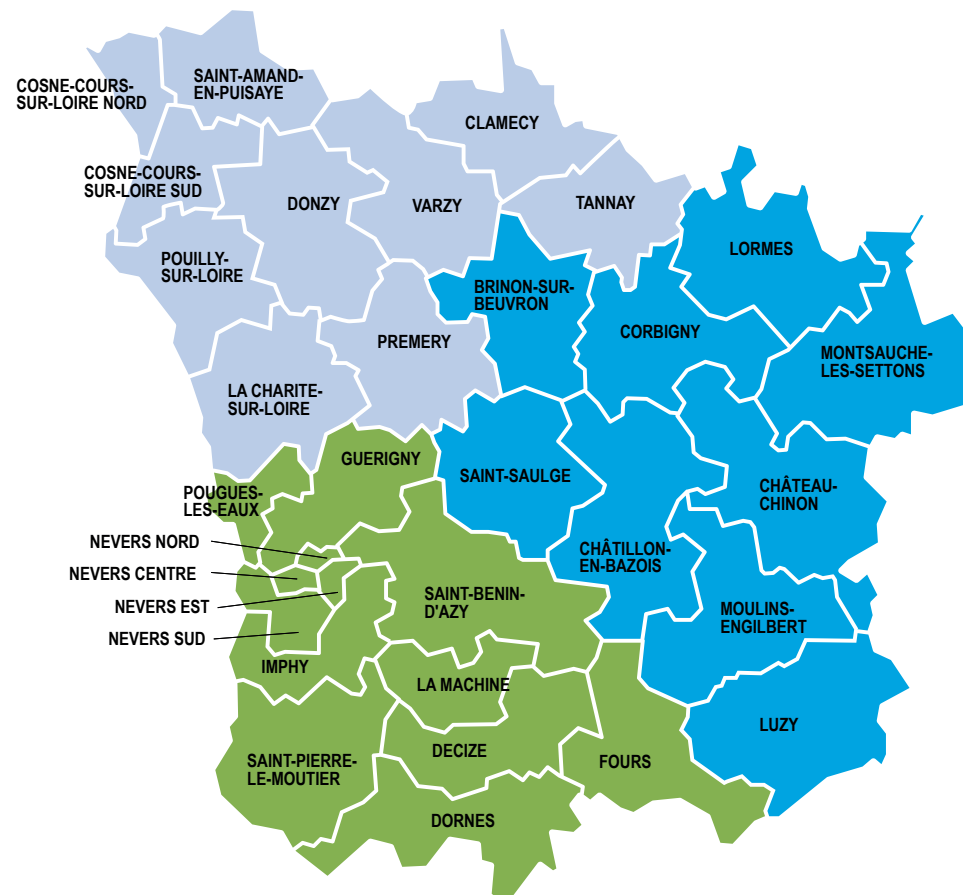 COSNE-COURS-
SUR-LOIRE NORD
SAINT-AMAND-
EN-PUISAYE
CLAMECY
COSNE-COURS-
SUR-LOIRE SUD
DONZY
VARZY
TANNAY
LORMES
POUILLY-
SUR-LOIRE
BRINON-SUR-
BEUVRON
CORBIGNY
PREMERY
MONTSAUCHE-
LES-SETTONS
LA CHARITE-
SUR-LOIRE
GUERIGNY
SAINT-SAULGE
CHÂTEAU-
CHINON
POUGUES-
LES-EAUX
NEVERS NORD
CHÂTILLON-
EN-BAZOIS
NEVERS CENTRE
SAINT-BENIN-
D'AZY
NEVERS EST
MOULINS-
ENGILBERT
NEVERS SUD
IMPHY
LA MACHINE
LUZY
DECIZE
SAINT-PIERRE-
LE-MOUTIER
FOURS
DORNES